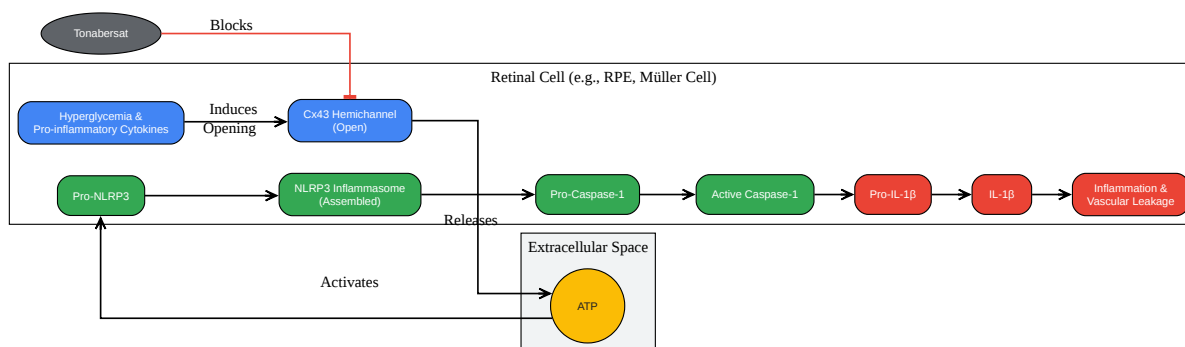 Tonabersat
Blocks
Retinal Cell (e.g., RPE, Müller Cell)
Hyperglycemia &
Pro-inflammatory Cytokines
Induces
Opening
Cx43 Hemichannel
(Open)
Pro-NLRP3
NLRP3 Inflammasome
(Assembled)
Pro-Caspase-1
Active Caspase-1
Pro-IL-1β
IL-1β
Inflammation &
Vascular Leakage
Releases
Extracellular Space
Activates
ATP